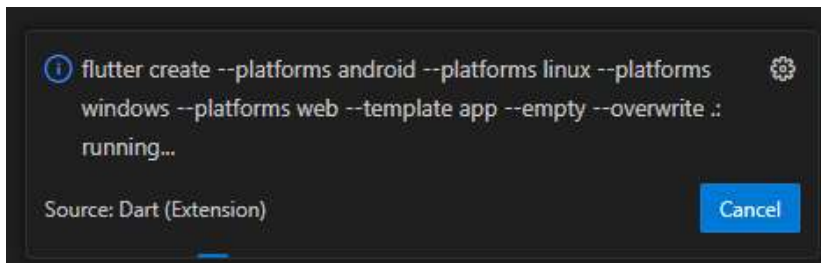 flutter create --platforms android --platforms linux --platforms
windows --platforms web --template app --empty --overwrite .:
running...
Source: Dart (Extension)
Cancel